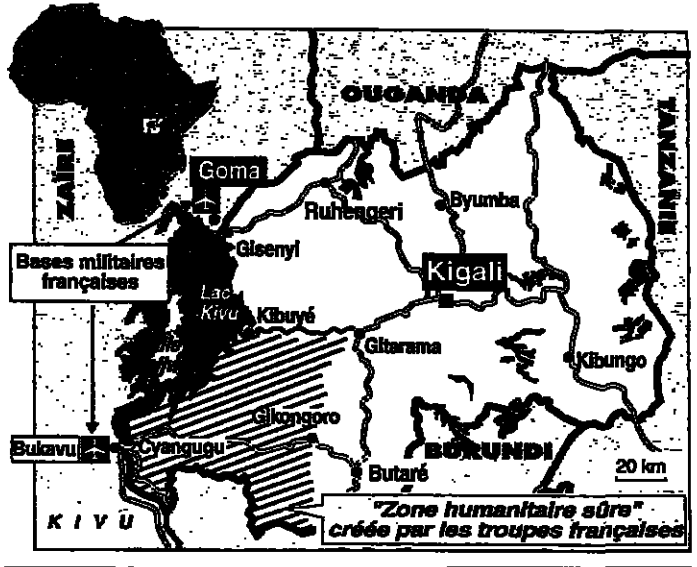 OUGANDA
TANZANIE
ZAÏRE
Goma
Ruhengeri
Byumba
Gisenyi
Bases militaires
françaises
Kigali
Lac
Kivu
Kibuyé
Gitarama
Kibungo
Gikongoro
Bukavu
Cyangugu
BURUNDI
Butaré
20 km
KIVU
"Zone humanitaire sûre"
créée par les troupes françaises